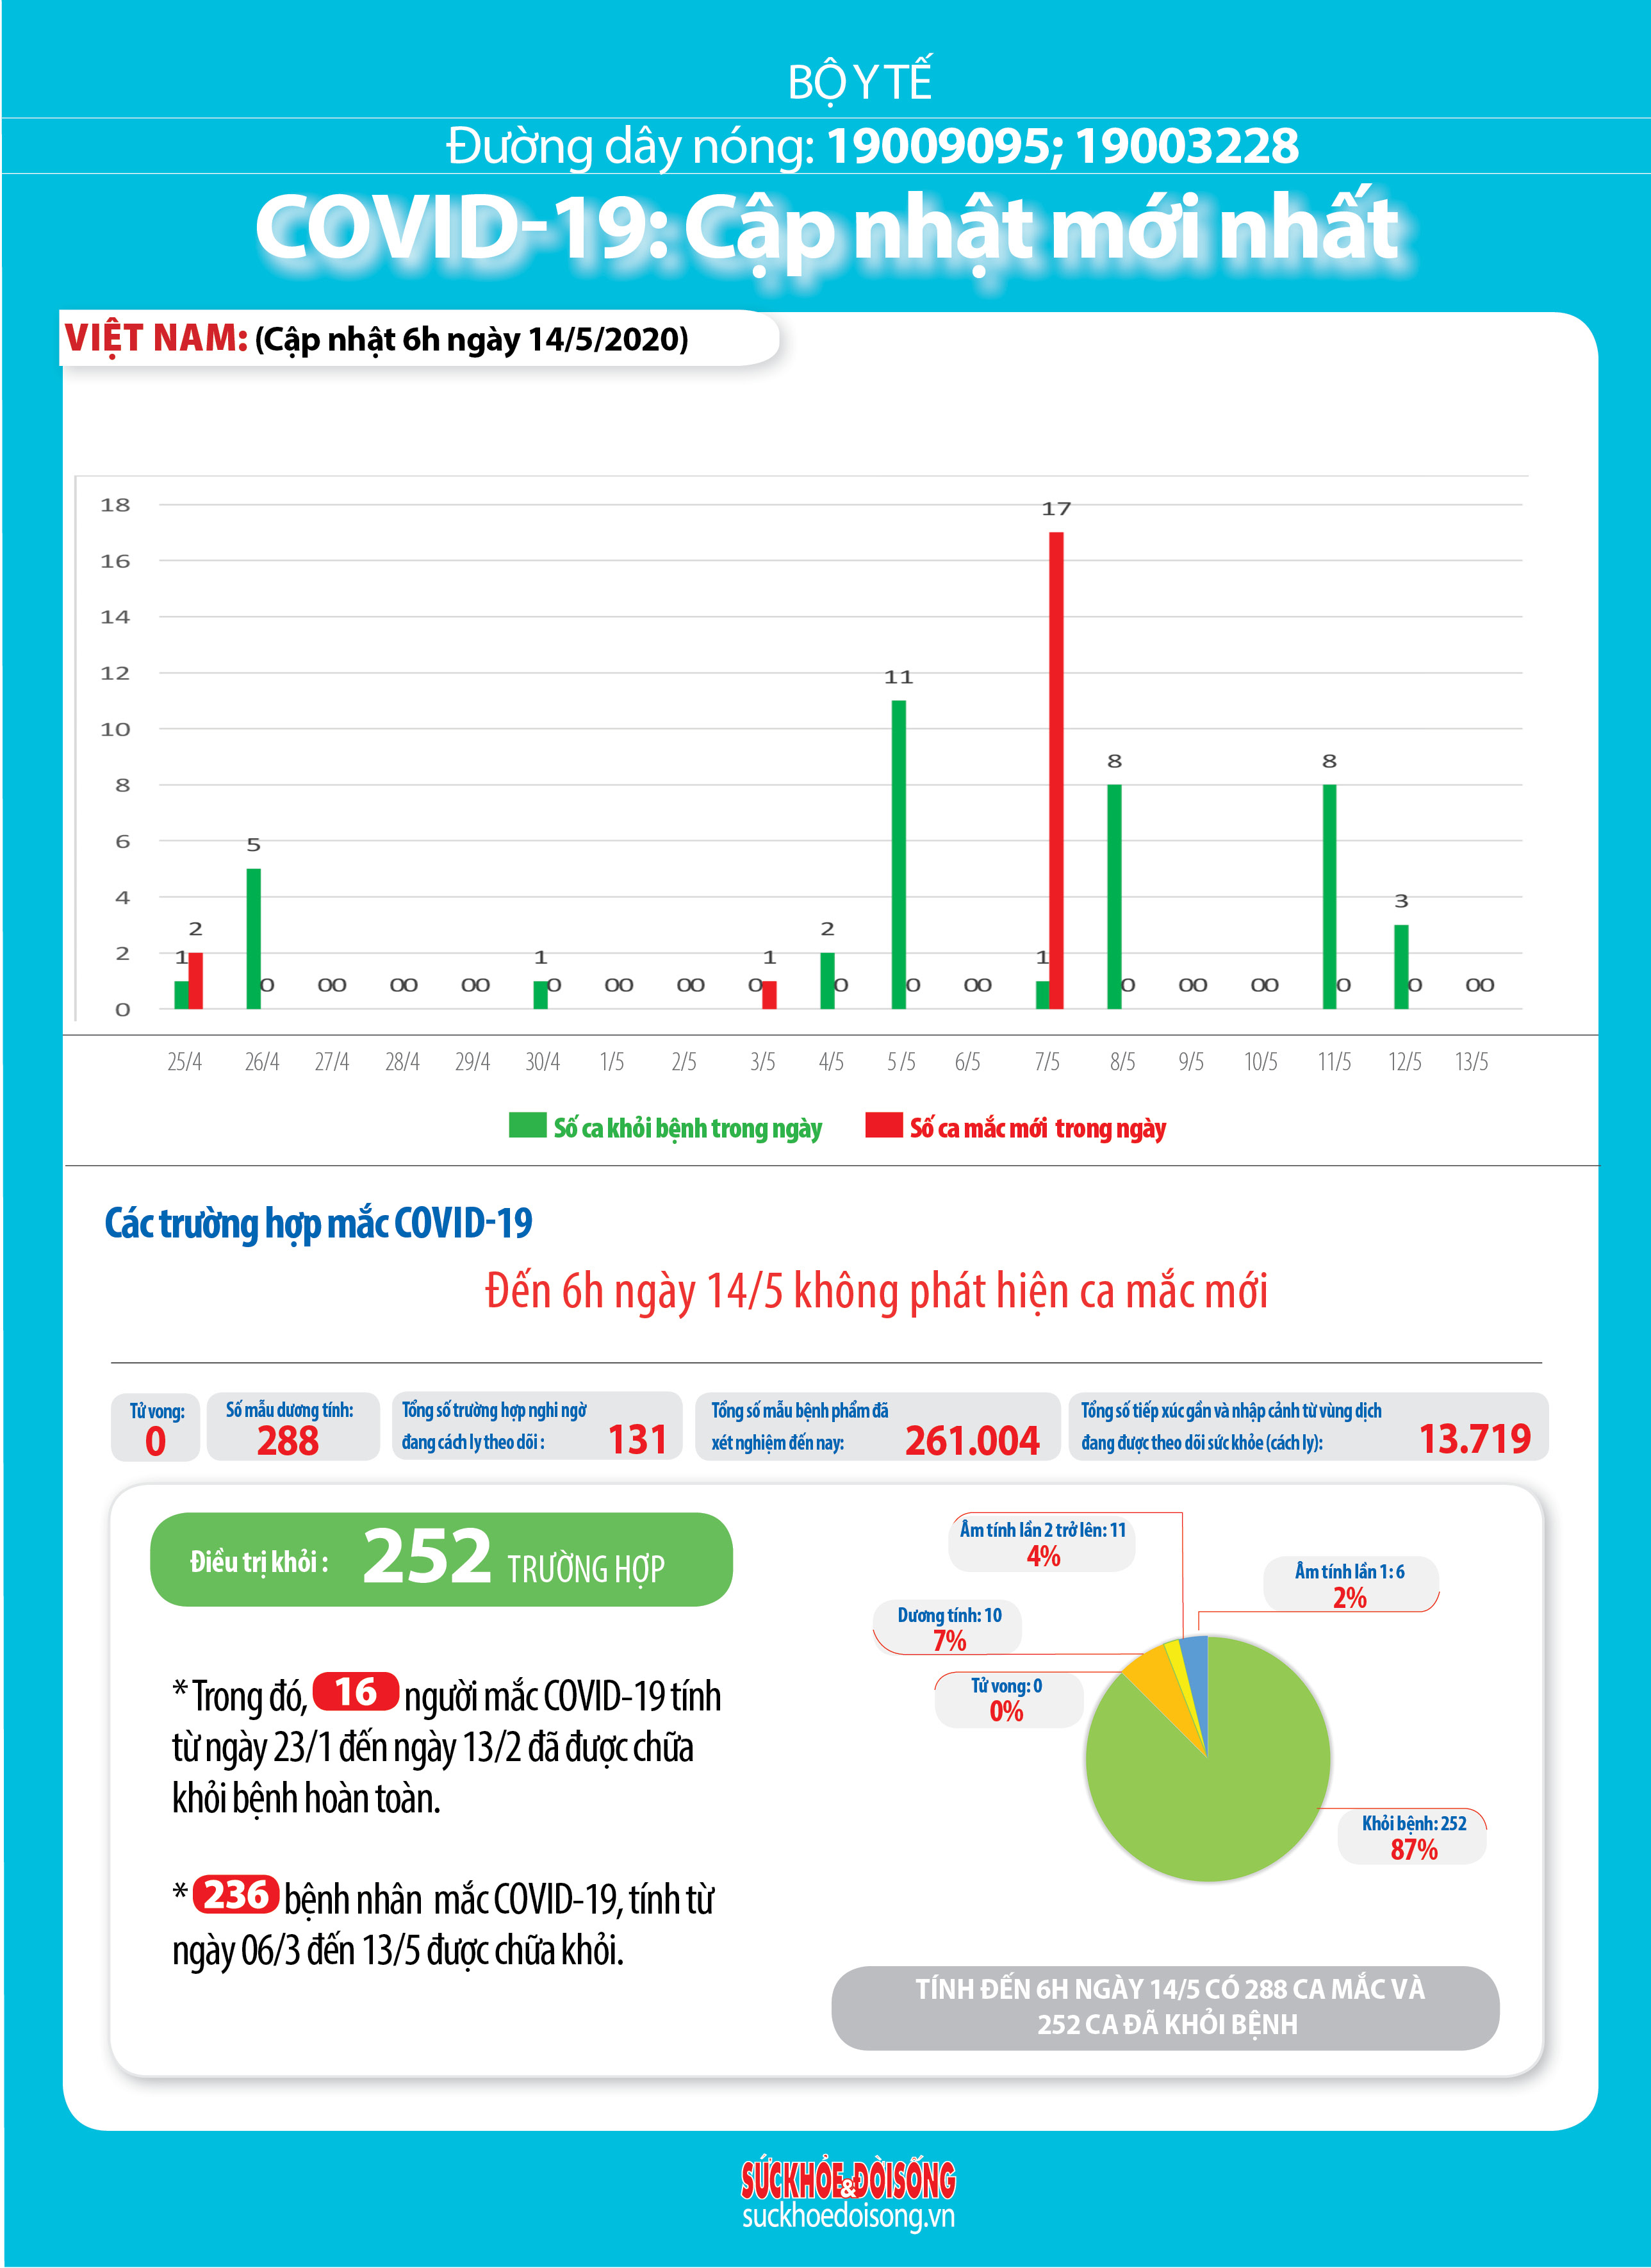 BỘ Y TẾ
Đường dây nóng: 19009095; 19003228
COVID-19: Cập nhật mới nhất
VIỆT NAM: (Cập nhật 6h ngày 14/5/2020)
18
16
14
12
10
8
6
4
2
0
1 2
5 0
0 0
0 0
0 0
1 0
0 0
0 0
0 1
2 0
11 0
0 0
1 17
8 0
0 0
0 0
8 0
3 0
0 0
25/4 26/4 27/4 28/4 29/4 30/4 1/5 2/5 3/5 4/5 5/5 6/5 7/5 8/5 9/5 10/5 11/5 12/5 13/5
Số ca khỏi bệnh trong ngày Số ca mắc mới trong ngày
Các trường hợp mắc COVID-19
Đến 6h ngày 14/5 không phát hiện ca mắc mới
Tử vong:
0
Số mẫu dương tính:
288
Tổng số trường hợp nghi ngờ
đang cách ly theo dõi : 131
Tổng số mẫu bệnh phẩm đã
xét nghiệm đến nay: 261.004
Tổng số tiếp xúc gần và nhập cảnh từ vùng dịch
đang được theo dõi sức khỏe (cách ly): 13.719
Điều trị khỏi : 252 TRƯỜNG HỢP
* Trong đó, 16 người mắc COVID-19 tính
từ ngày 23/1 đến ngày 13/2 đã được chữa
khỏi bệnh hoàn toàn.
* 236 bệnh nhân mắc COVID-19, tính từ
ngày 06/3 đến 13/5 được chữa khỏi.
Âm tính lần 2 trở lên: 11
4%
Âm tính lần 1: 6
2%
Dương tính: 10
7%
Tử vong: 0
0%
Khỏi bệnh: 252
87%
TÍNH ĐẾN 6H NGÀY 14/5 CÓ 288 CA MẮC VÀ
252 CA ĐÃ KHỎI BỆNH
SỨC KHỎE & ĐỜI SỐNG
suckhoedoisong.vn